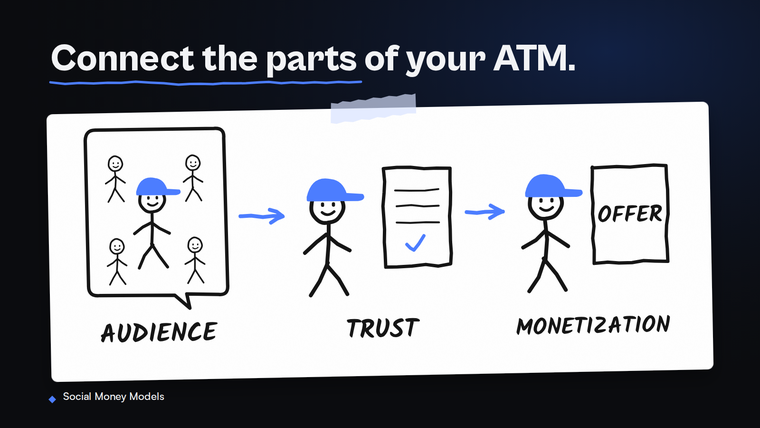 Connect the parts of your ATM.
OFFER
AUDIENCE
TRUST
MONETIZATION
Social Money Models